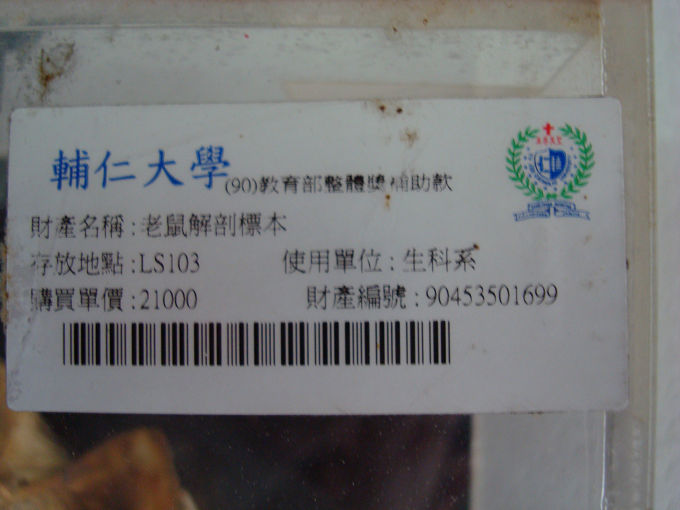 輔仁大學 (90)教育部整體獎補助款
財產名稱:老鼠解剖標本
存放地點:LS103 使用單位:生科系
購買單價:21000 財產編號:90453501699